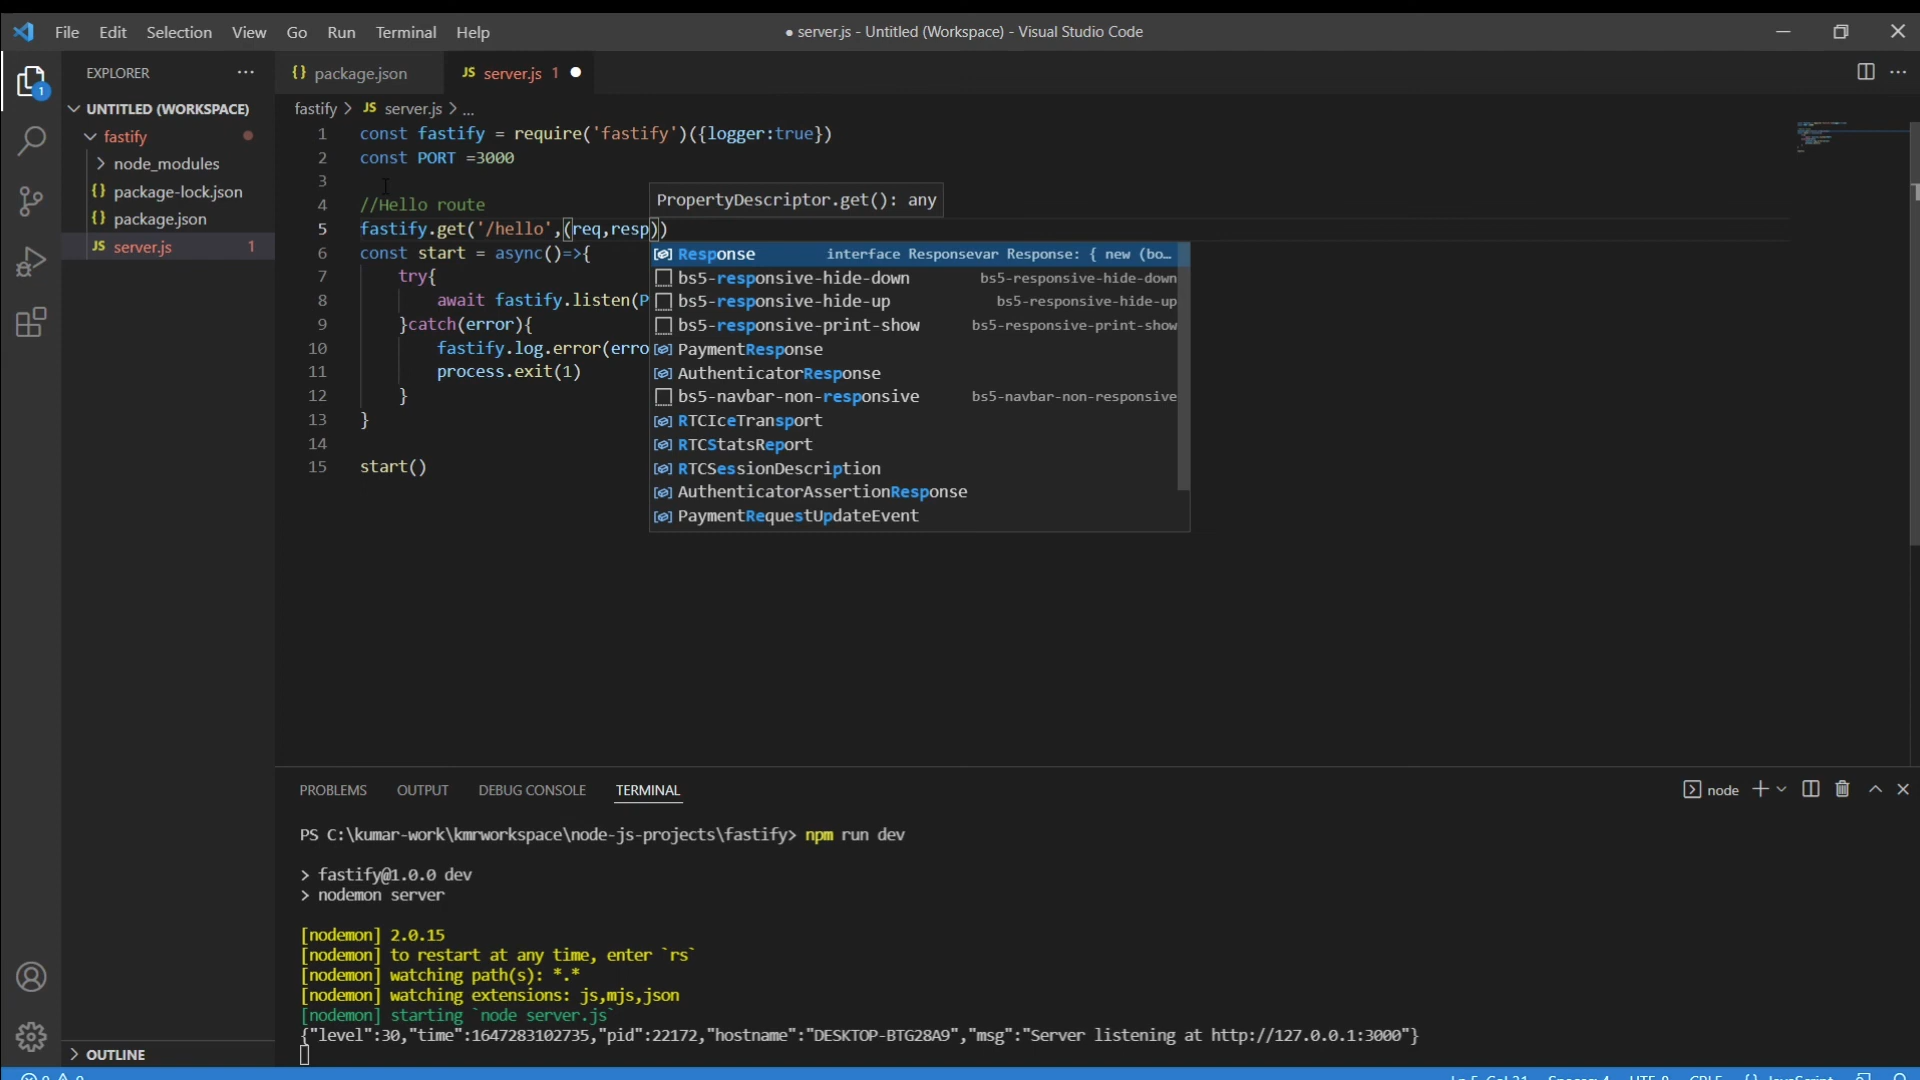 File Edit Selection View Go Run Terminal Help
● server.js - Untitled (Workspace) - Visual Studio Code
EXPLORER
{} package.json
JS server.js 1
UNTITLED (WORKSPACE)
fastify
node_modules
{} package-lock.json
{} package.json
JS server.js 1
1
fastify > JS server.js > ...
1 const fastify = require('fastify')({logger:true})
2 const PORT =3000
3
4 //Hello route
5 fastify.get('/hello',(req,resp))
6 const start = async()=>{
7 try{
8 await fastify.listen(P
9 }catch(error){
10 fastify.log.error(erro
11 process.exit(1)
12 }
13 }
14
15 start()
PropertyDescriptor.get(): any
Response interface Responsevar Response: { new (bo…
bs5-responsive-hide-down bs5-responsive-hide-down
bs5-responsive-hide-up bs5-responsive-hide-up
bs5-responsive-print-show bs5-responsive-print-show
PaymentResponse
AuthenticatorResponse
bs5-navbar-non-responsive bs5-navbar-non-responsive
RTCIceTransport
RTCStatsReport
RTCSessionDescription
AuthenticatorAssertionResponse
PaymentRequestUpdateEvent
PROBLEMS OUTPUT DEBUG CONSOLE TERMINAL
node
PS C:\kumar-work\kmrworkspace\node-js-projects\fastify> npm run dev
> fastify@1.0.0 dev
> nodemon server
[nodemon] 2.0.15
[nodemon] to restart at any time, enter `rs`
[nodemon] watching path(s): *.*
[nodemon] watching extensions: js,mjs,json
[nodemon] starting `node server.js`
{"level":30,"time":1647283102735,"pid":22172,"hostname":"DESKTOP-BTG28A9","msg":"Server listening at http://127.0.0.1:3000"}
OUTLINE